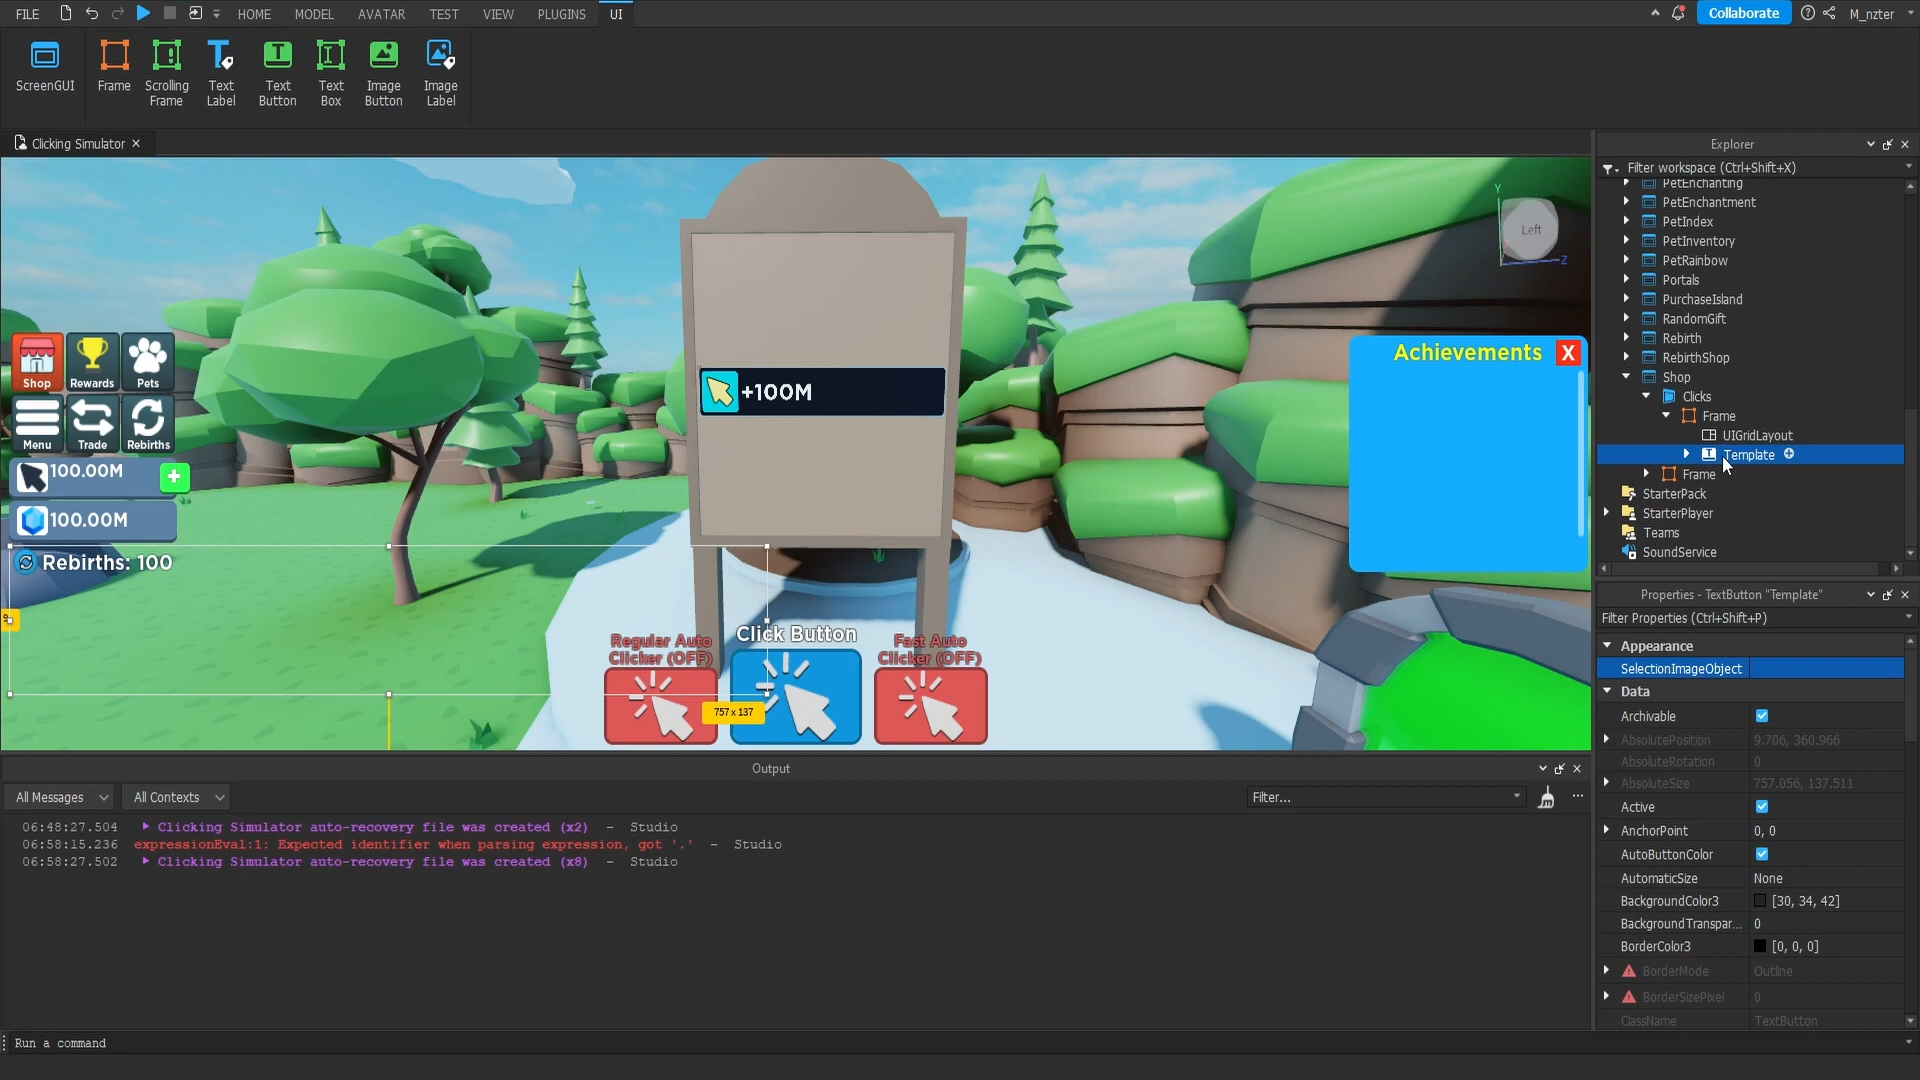 FILE HOME MODEL AVATAR TEST VIEW PLUGINS UI Collaborate M_nzter
ScreenGUI Frame Scrolling Frame Text Label Text Button Text Box Image Button Image Label
Clicking Simulator
Explorer
Filter workspace (Ctrl+Shift+X)
PetEnchanting
PetEnchantment
PetIndex
PetInventory
PetRainbow
Portals
PurchaseIsland
RandomGift
Rebirth
RebirthShop
Shop
Clicks
Frame
UIGridLayout
Template
Frame
StarterPack
StarterPlayer
Teams
SoundService
Y
Left
Z
Achievements X
+100M
Shop Rewards Pets
Menu Trade Rebirths
100.00M
100.00M
Rebirths: 100
Regular Auto
Clicker (OFF)
Click Button
Fast Auto
Clicker (OFF)
757 x 137
Properties - TextButton "Template"
Filter Properties (Ctrl+Shift+P)
Appearance
SelectionImageObject
Data
Archivable
AbsolutePosition 9.706, 360.966
AbsoluteRotation 0
AbsoluteSize 757.056, 137.511
Active
AnchorPoint 0, 0
AutoButtonColor
AutomaticSize None
BackgroundColor3 [30, 34, 42]
BackgroundTranspar... 0
BorderColor3 [0, 0, 0]
BorderMode Outline
BorderSizePixel 0
ClassName TextButton
Output
All Messages All Contexts Filter...
06:48:27.504 Clicking Simulator auto-recovery file was created (x2) - Studio
06:58:15.236 expressionEval:1: Expected identifier when parsing expression, got '.' - Studio
06:58:27.502 Clicking Simulator auto-recovery file was created (x8) - Studio
Run a command